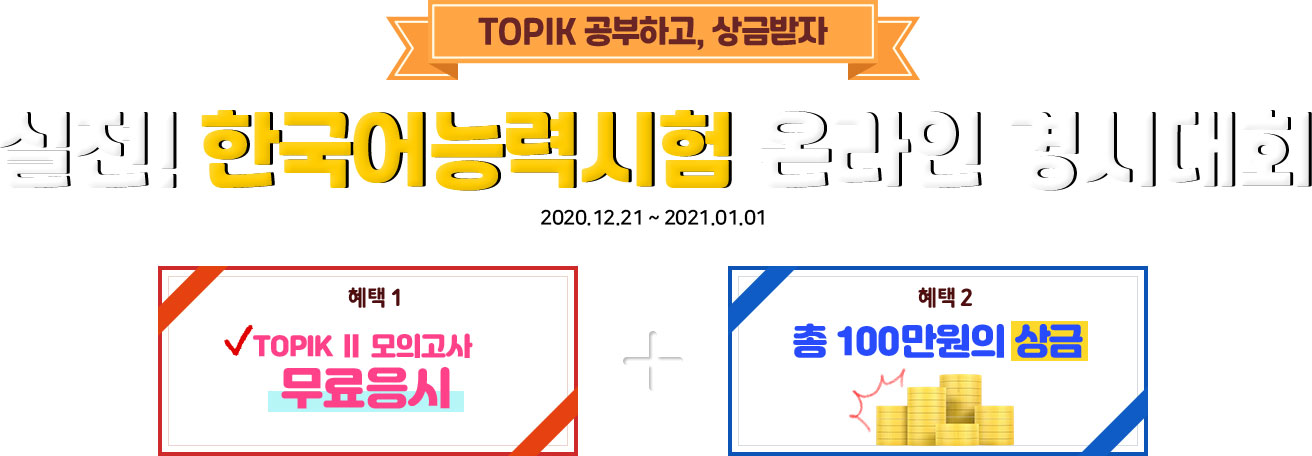 TOPIK 공부하고, 상금받자
실전! 한국어능력시험 온라인 경시대회
2020.12.21 ~ 2021.01.01
혜택 1
TOPIK II 모의고사
무료응시
+
혜택 2
총 100만원의 상금